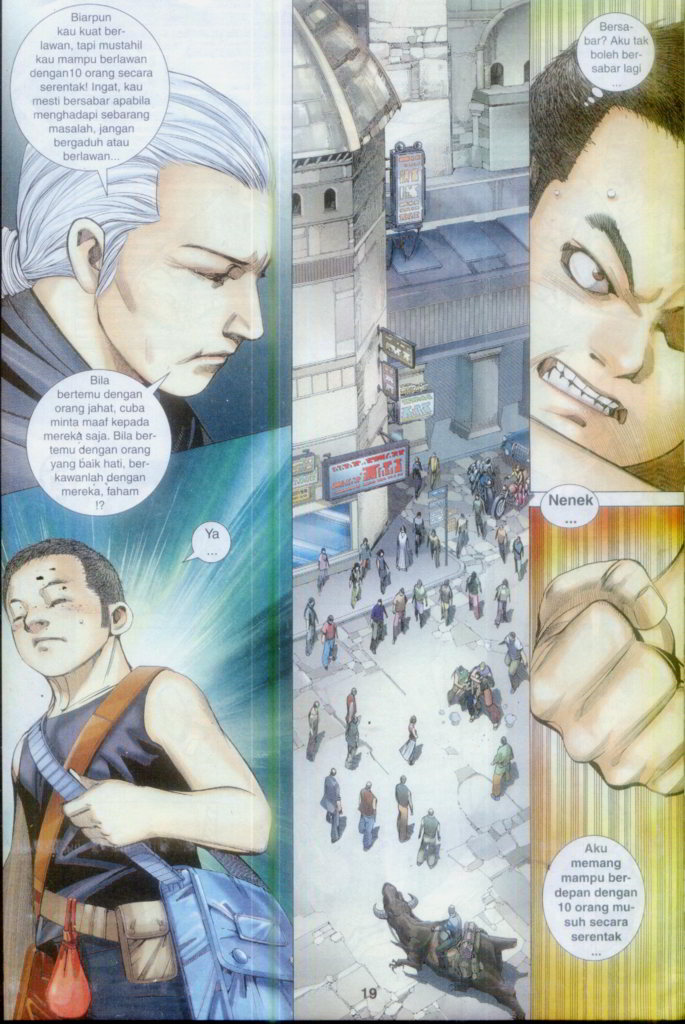 Biarpun
kau kuat ber-
lawan, tapi mustahil
kau mampu berlawan
dengan10 orang secara
serentak! Ingat, kau
mesti bersabar apabila
menghadapi sebarang
masalah, jangan
bergaduh atau
berlawan...
Bila
bertemu dengan
orang jahat, cuba
minta maaf kepada
mereka saja. Bila ber-
temu dengan orang
yang baik hati, ber-
kawanlah dengan
mereka, faham
!?
Ya
...
Bersa-
bar? Aku tak
boleh ber-
sabar lagi
...
Nenek
...
Aku
memang
mampu ber-
depan dengan
10 orang mu-
suh secara
serentak
...
19